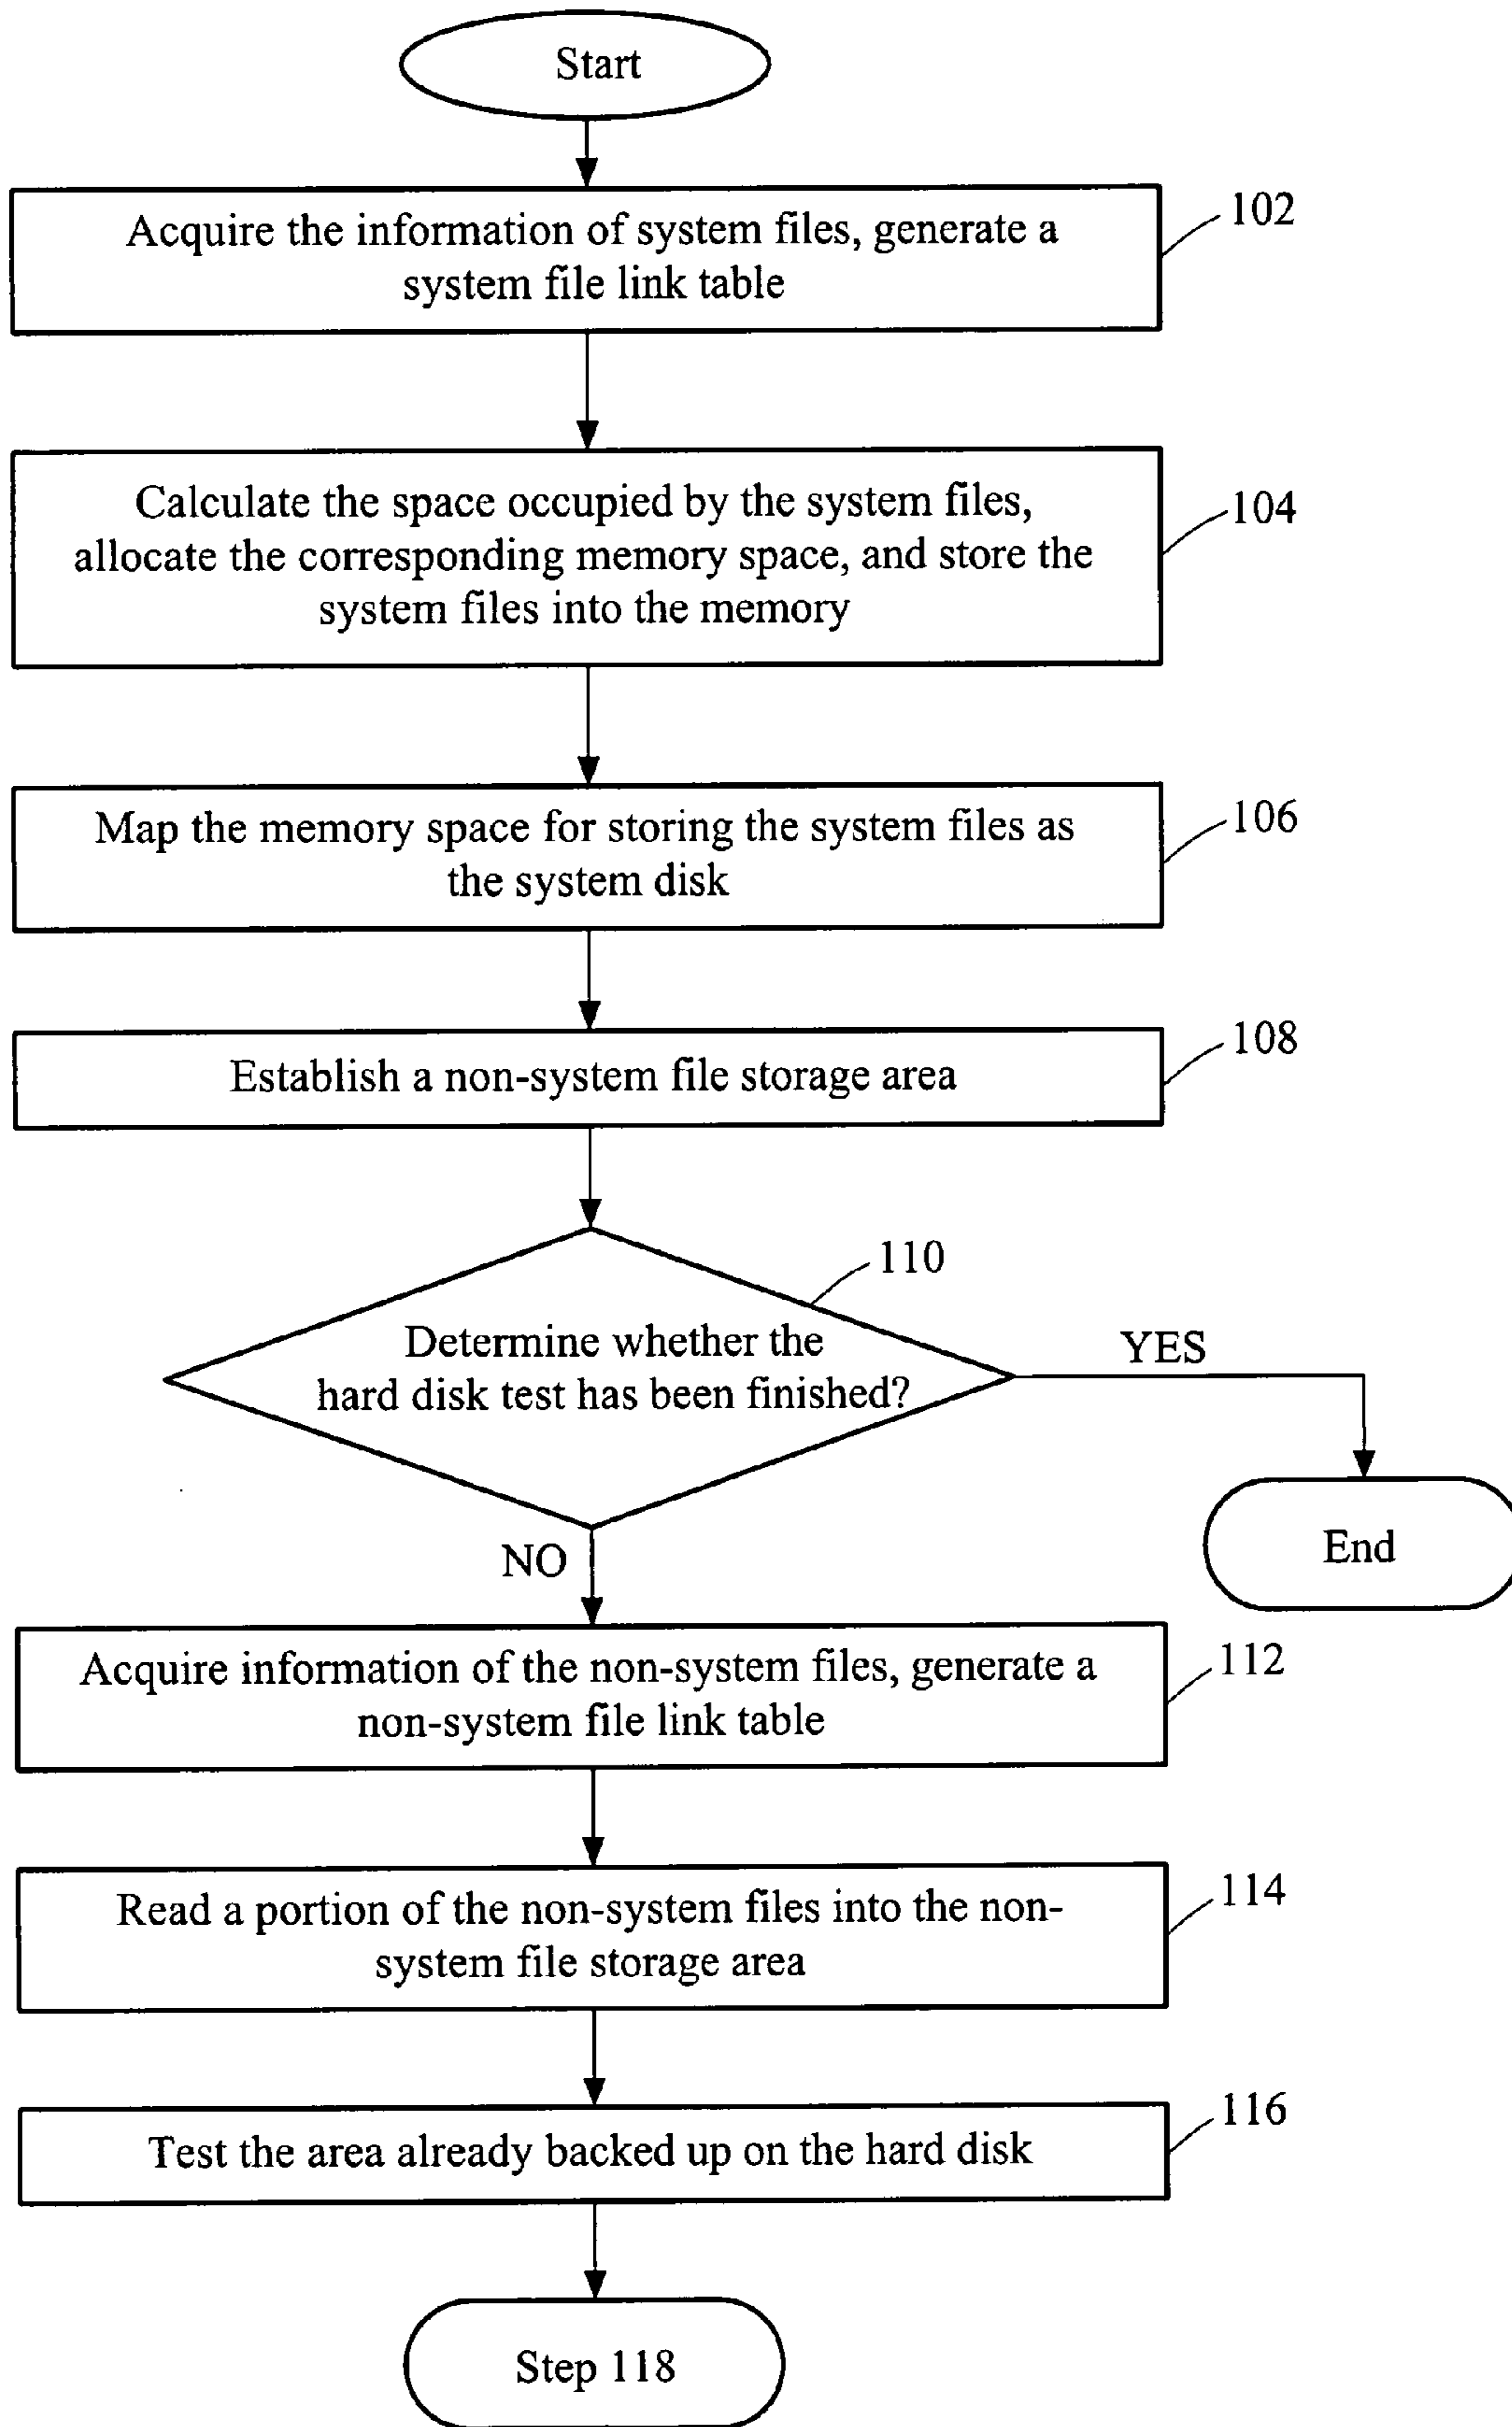 Start
Acquire the information of system files, generate a
system file link table
102
Calculate the space occupied by the system files,
allocate the corresponding memory space, and store the
system files into the memory
104
Map the memory space for storing the system files as
the system disk
106
Establish a non-system file storage area
108
110
Determine whether the
hard disk test has been finished?
YES
End
NO
Acquire information of the non-system files, generate a
non-system file link table
112
Read a portion of the non-system files into the non-
system file storage area
114
Test the area already backed up on the hard disk
116
Step 118